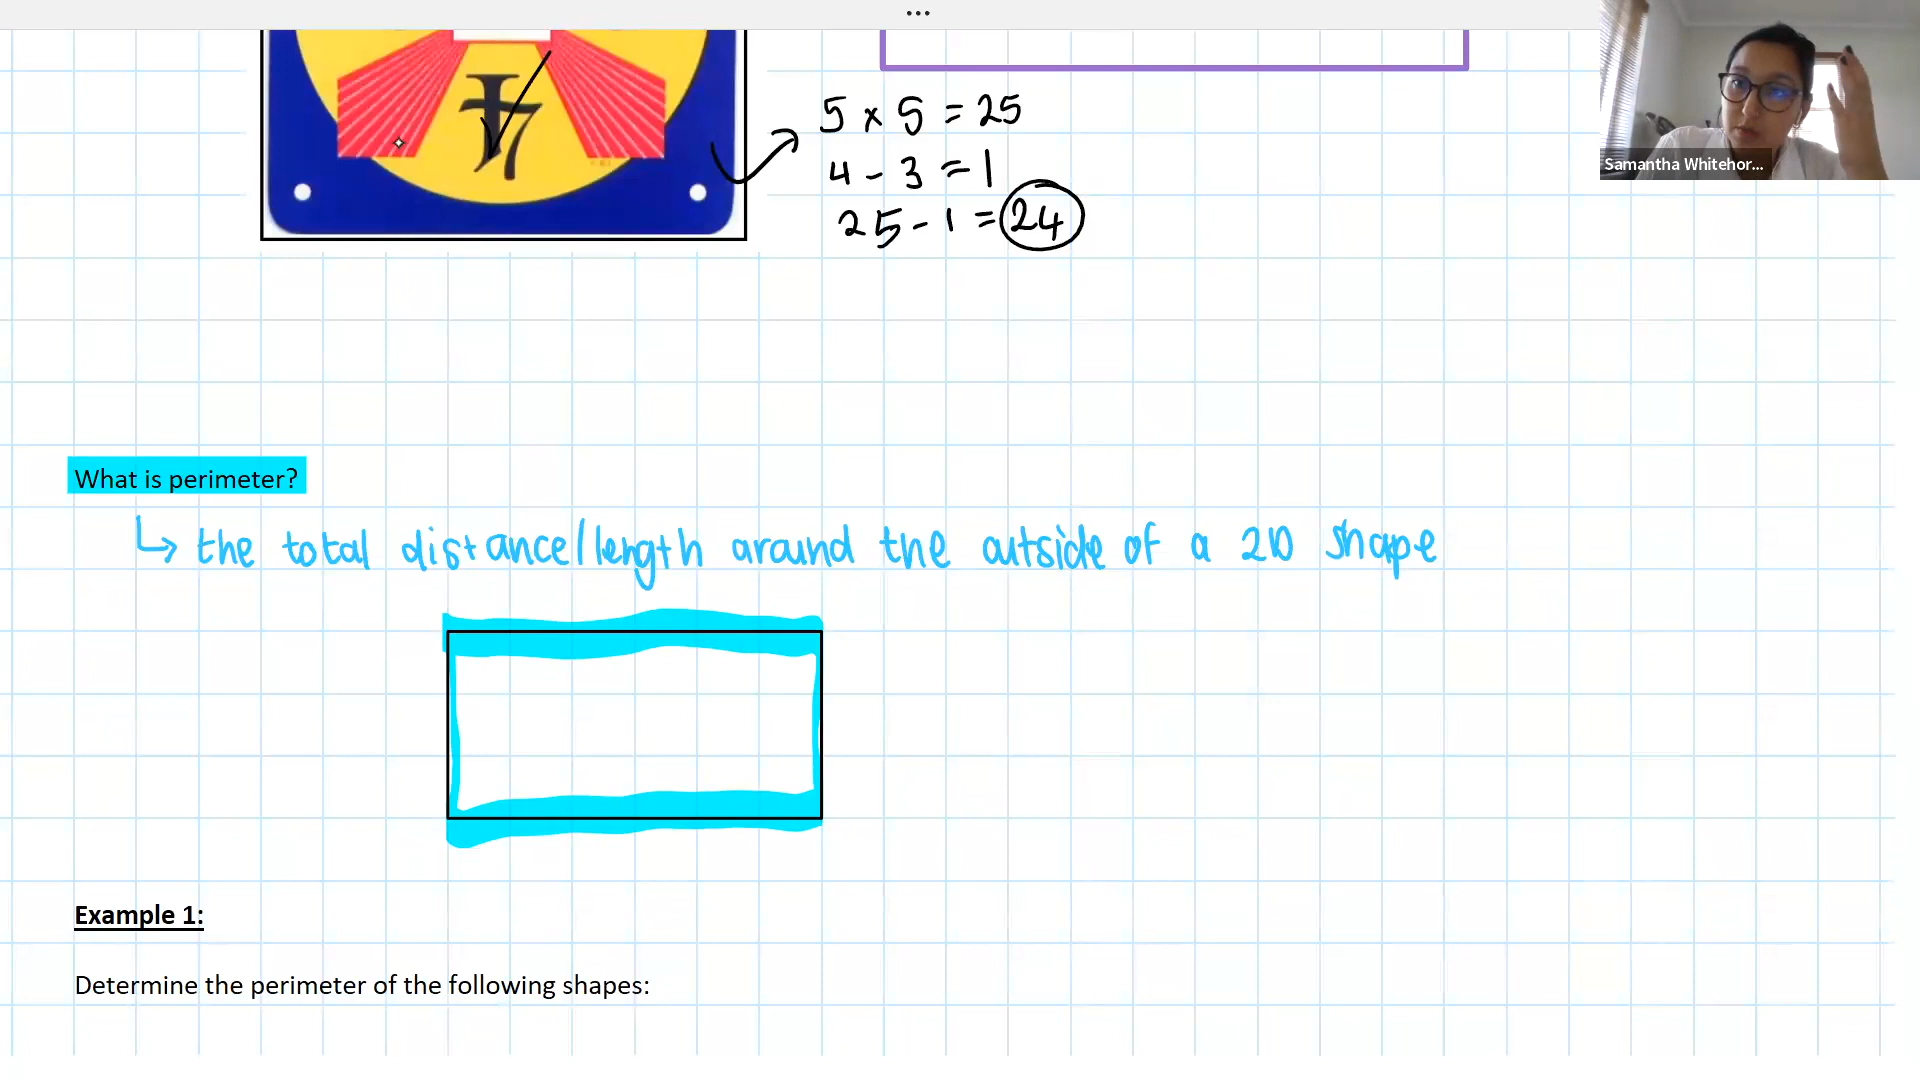 ...
5 × 5 = 25
Samantha Whitehor...
4 - 3 = 1
25 - 1 = 24
What is perimeter?
↳ the total distance/length around the outside of a 2D shape
Example 1:
Determine the perimeter of the following shapes: